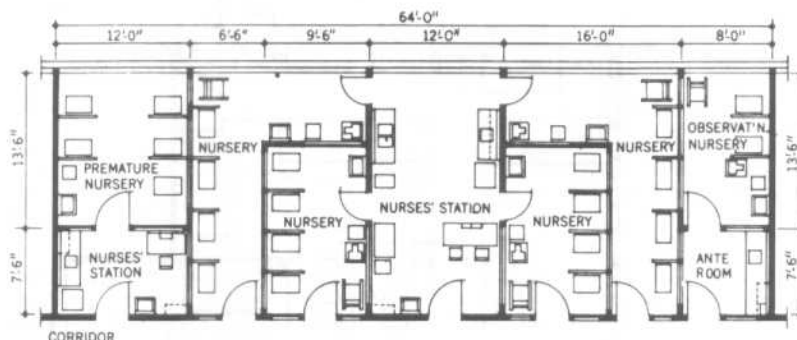 64'-0"
12'-0"
6'-6"
9'-6"
12'-0"
16'-0"
8'-0"
13'-6"
7'-6"
PREMATURE
NURSERY
NURSES'
STATION
NURSERY
NURSERY
NURSES' STATION
NURSERY
NURSERY
OBSERVAT'N.
NURSERY
ANTE
ROOM
13'-6"
7'-6"
CORRIDOR